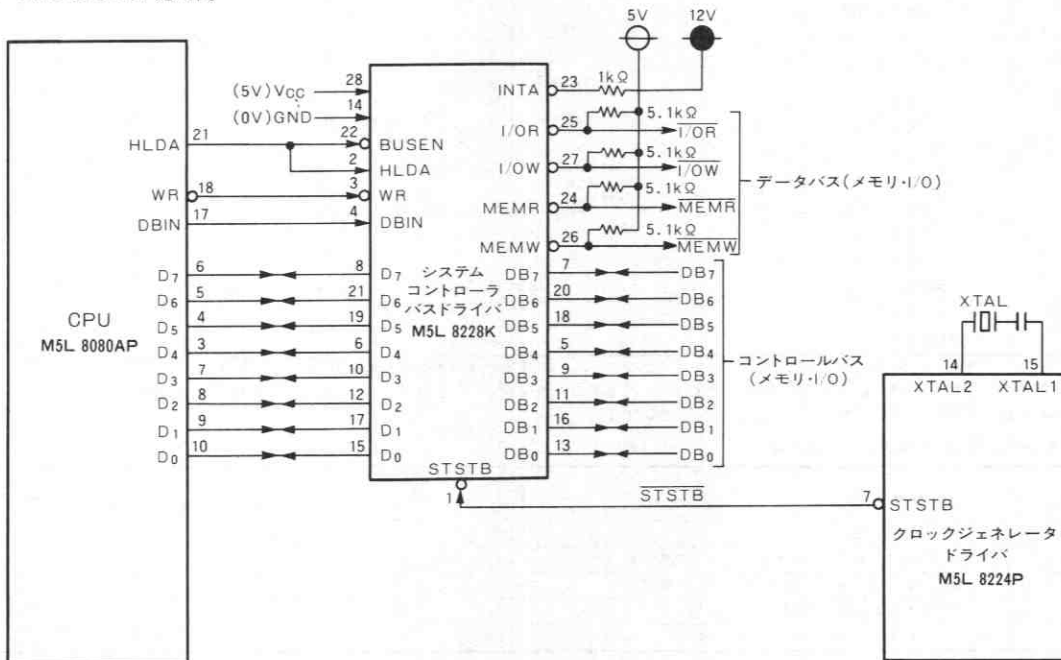 5V
12V
CPU
M5L 8080AP
HLDA 21
WR 18
DBIN 17
D7 6
D6 5
D5 4
D4 3
D3 7
D2 8
D1 9
D0 10
(5V)VCC 28
(0V)GND 14
22 BUSEN
2 HLDA
3 WR
4 DBIN
8 D7
21 D6
19 D5
6 D4
10 D3
12 D2
17 D1
15 D0
システム
コントローラ
バスドライバ
M5L 8228K
STSTB
1
INTA 23 1kΩ
I/OR 25 5.1kΩ I/OR
I/OW 27 5.1kΩ I/OW
MEMR 24 5.1kΩ MEMR
MEMW 26 5.1kΩ MEMW
データバス(メモリ・I/O)
DB7 7 DB7
DB6 20 DB6
DB5 18 DB5
DB4 5 DB4
DB3 9 DB3
DB2 11 DB2
DB1 16 DB1
DB0 13 DB0
コントロールバス
(メモリ・I/O)
STSTB
XTAL
14 15
XTAL2 XTAL1
7 STSTB
クロックジェネレータ
ドライバ
M5L 8224P